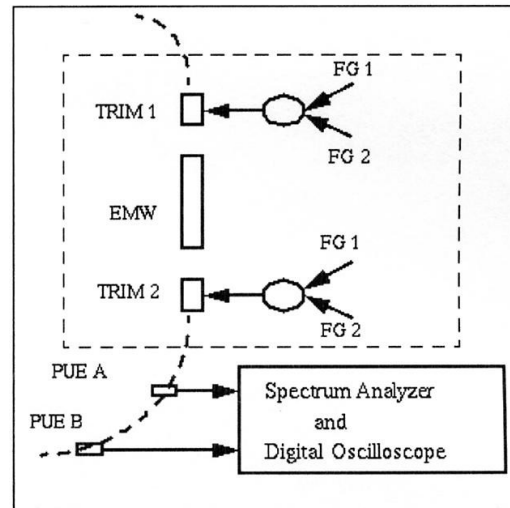 FG 1
TRIM 1
FG 2
EMW
FG 1
TRIM 2
FG 2
PUE A
Spectrum Analyzer
and
PUE B
Digital Oscilloscope